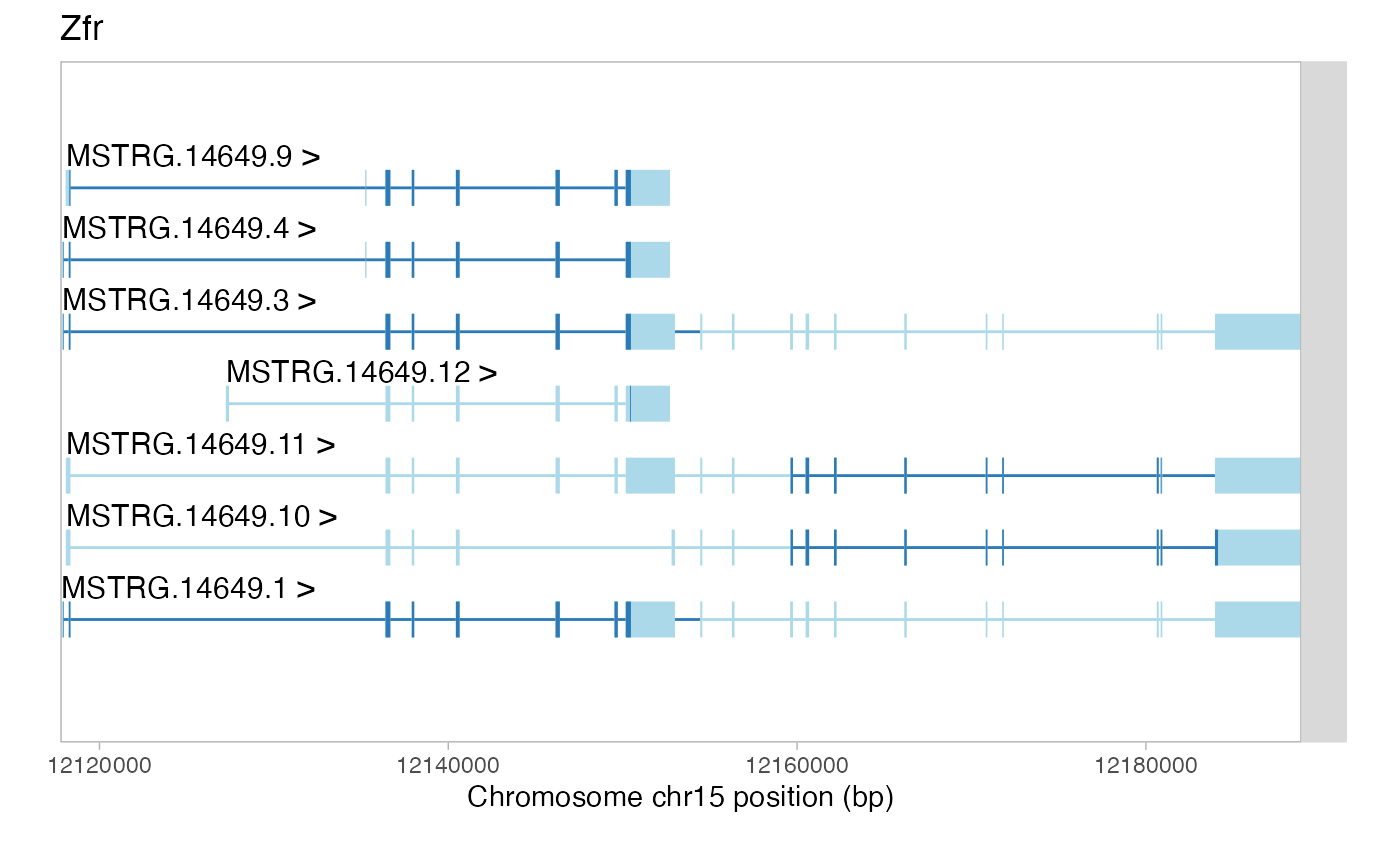 Zfr
MSTRG.14649.9 >
MSTRG.14649.4 >
MSTRG.14649.3 >
MSTRG.14649.12 >
MSTRG.14649.11 >
MSTRG.14649.10 >
MSTRG.14649.1 >
12120000 12140000 12160000 12180000
Chromosome chr15 position (bp)